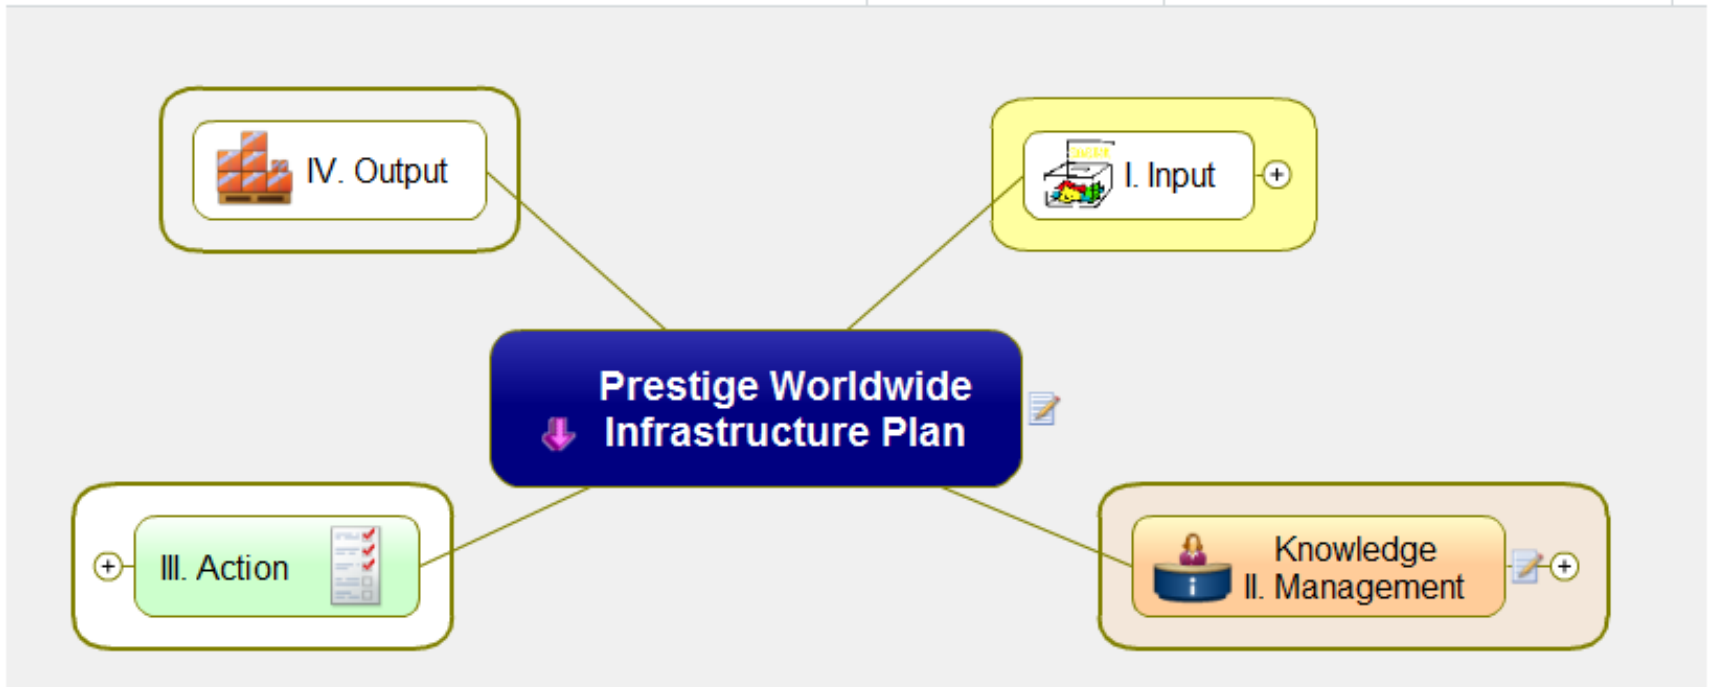 IV. Output
I. Input
Prestige Worldwide
Infrastructure Plan
III. Action
Knowledge
II. Management